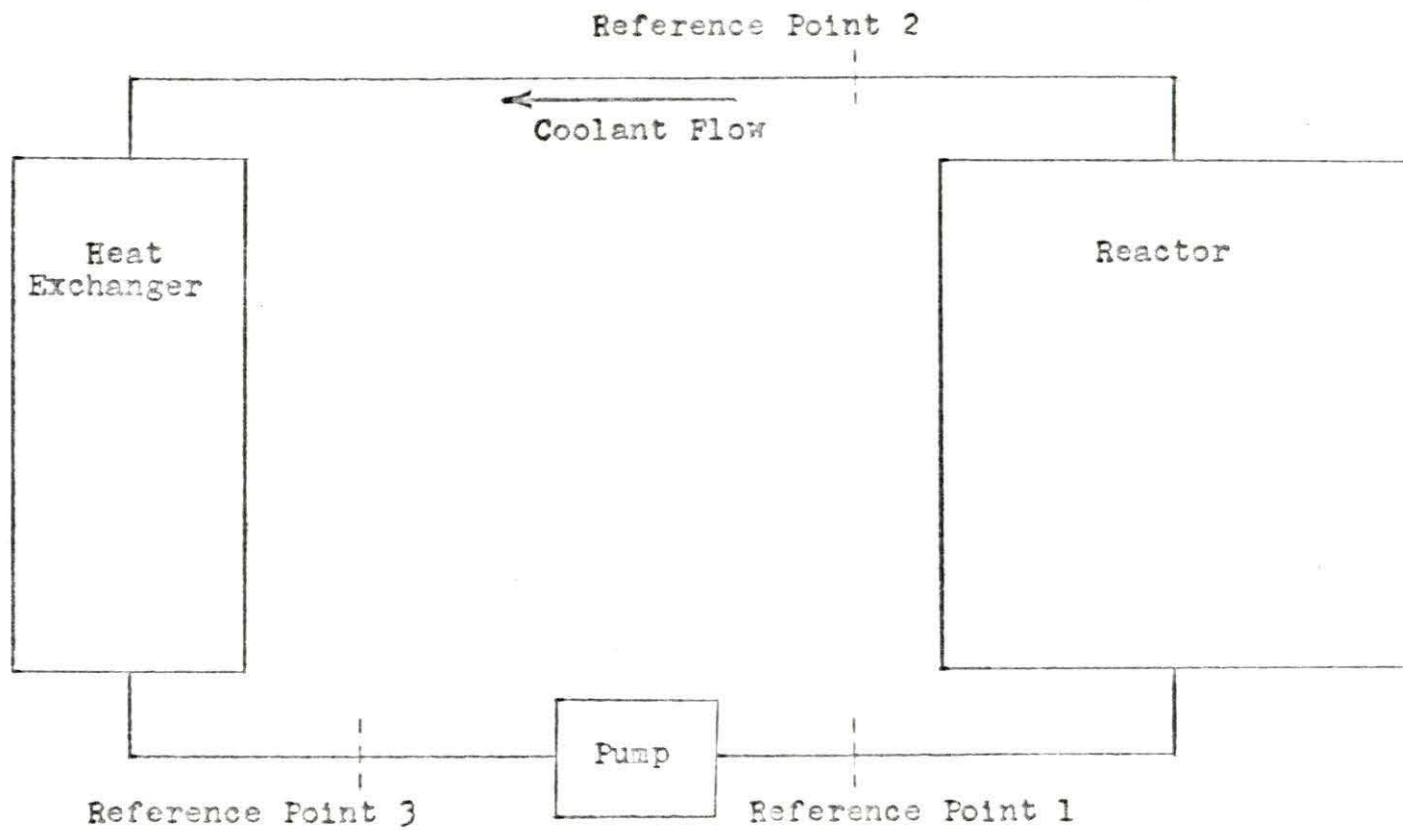 Reference Point 2
Coolant Flow
Heat
Exchanger
Reactor
Pump
Reference Point 3
Reference Point 1